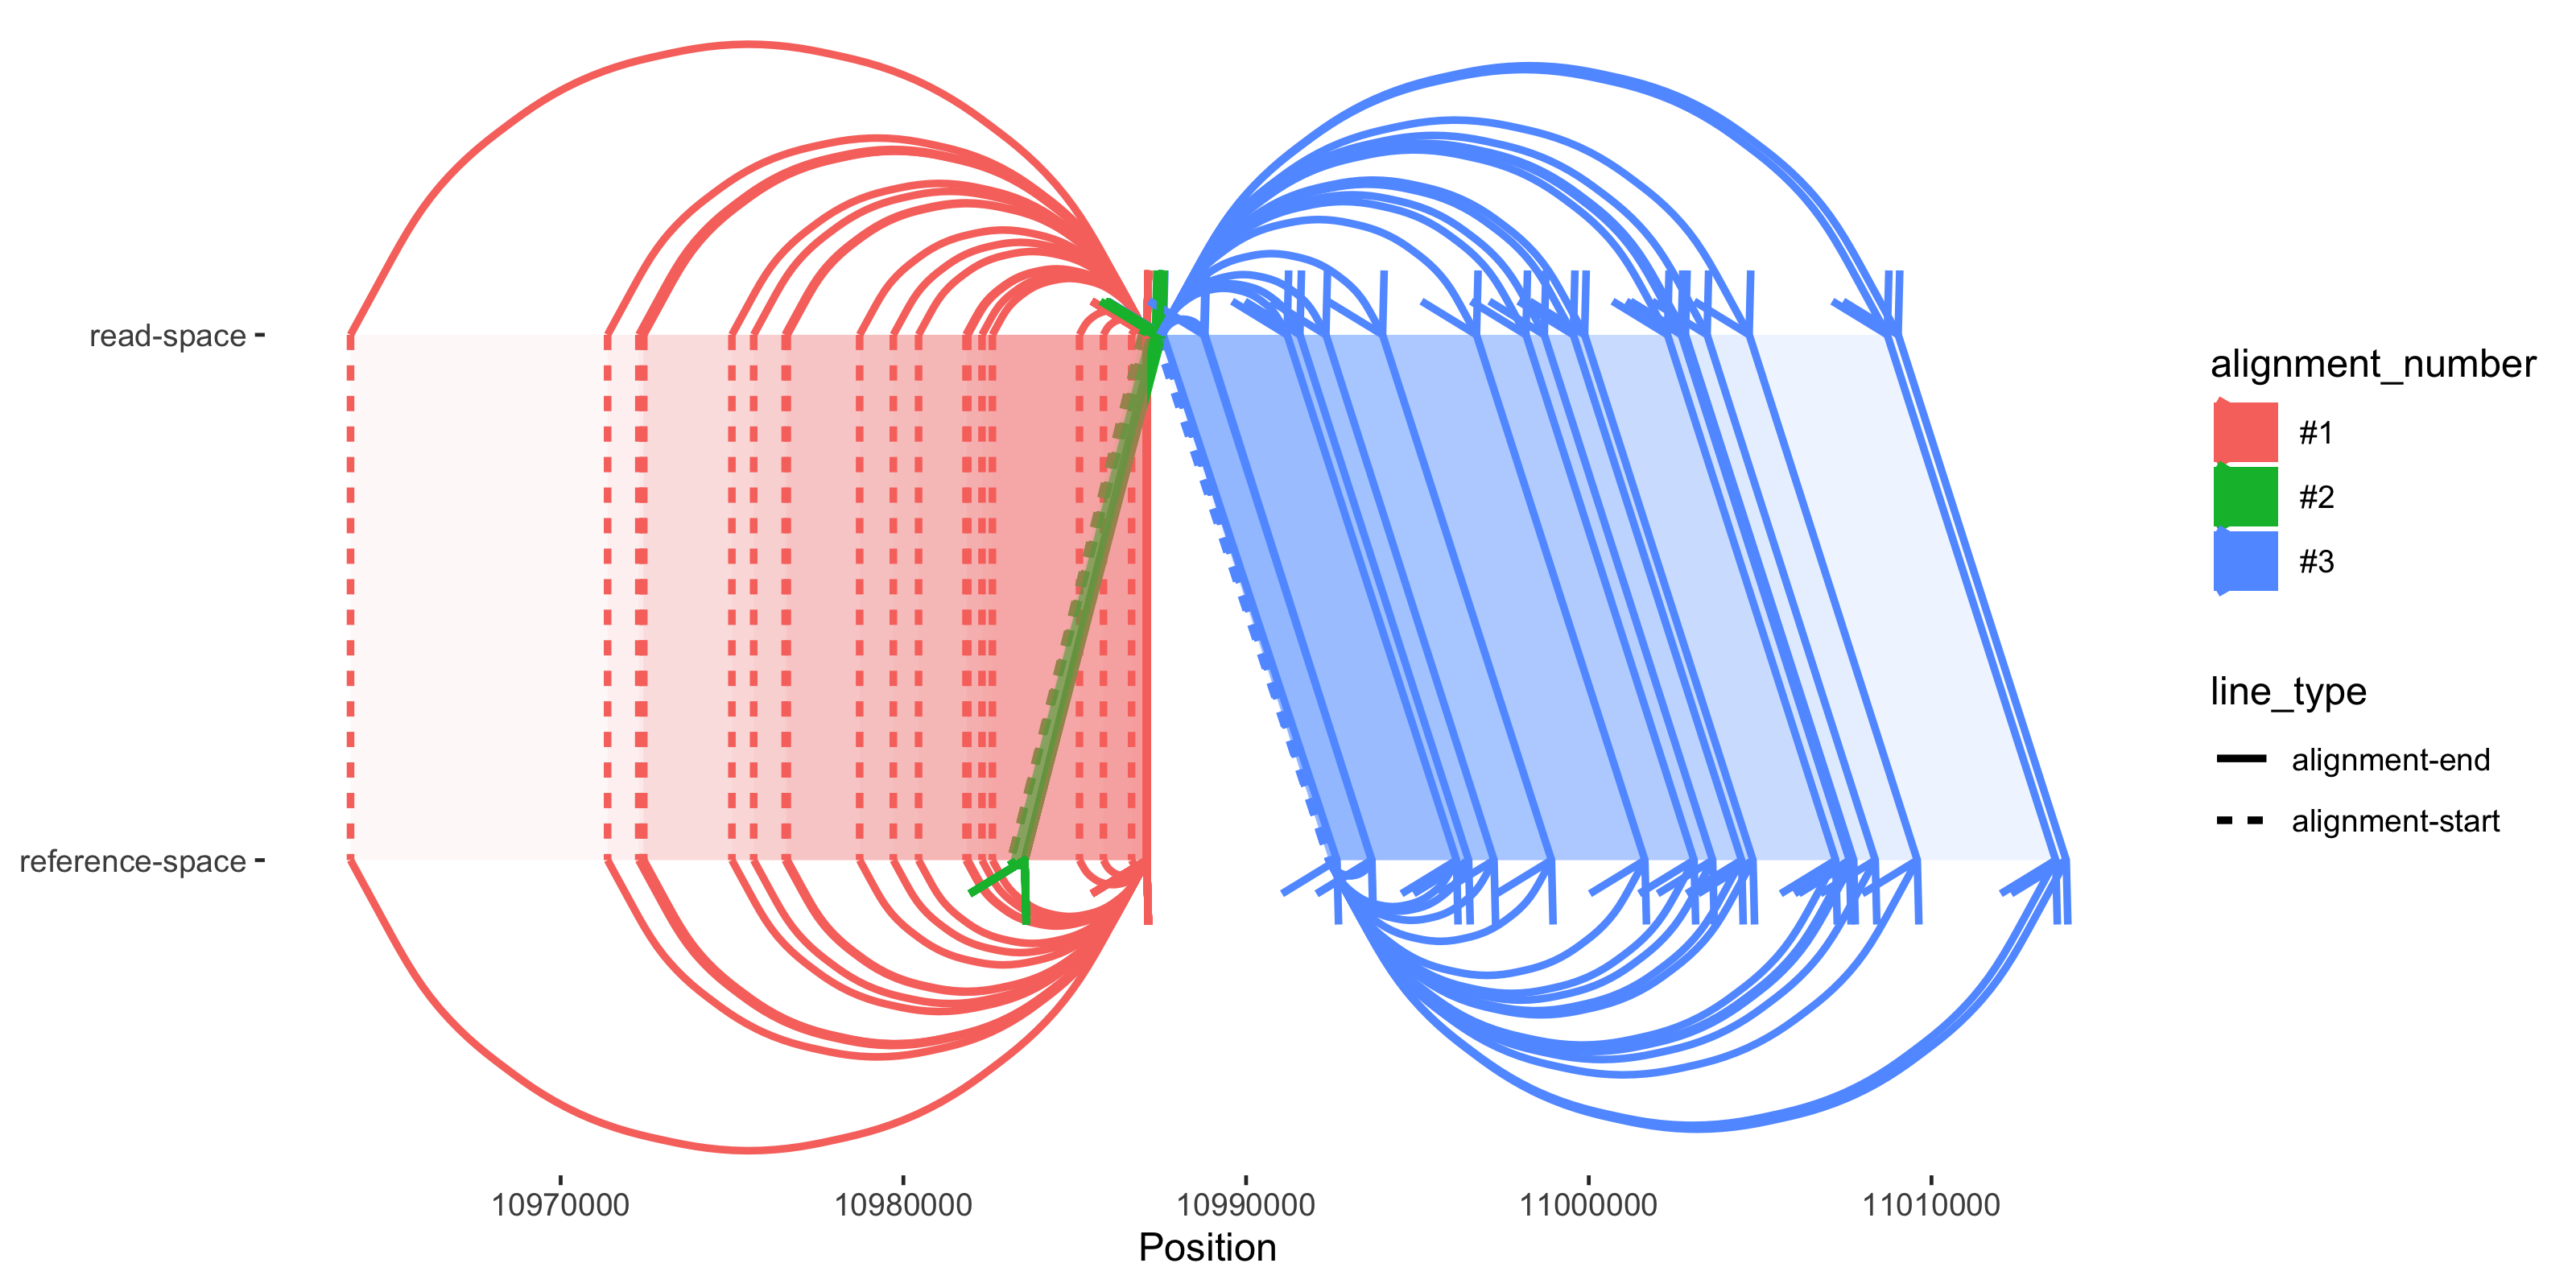 read-space
reference-space
10970000
10980000
10990000
11000000
11010000
Position
alignment_number
#1
#2
#3
line_type
alignment-end
alignment-start